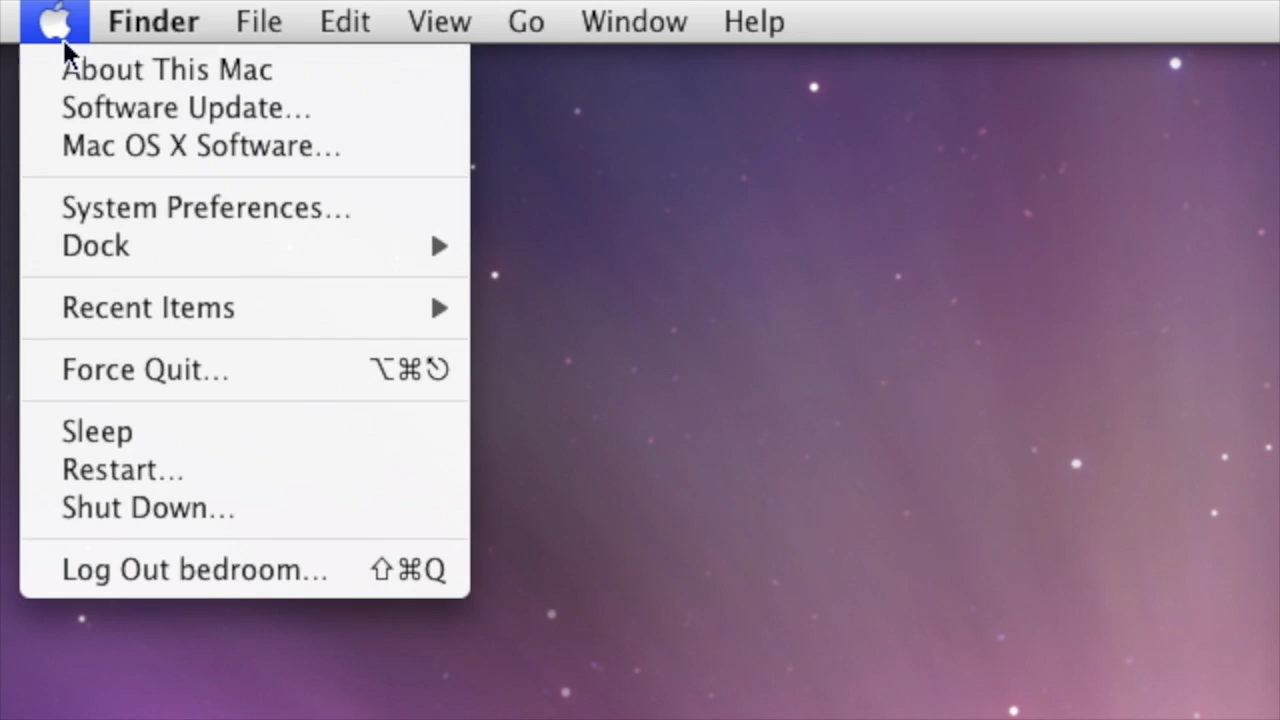 Finder File Edit View Go Window Help
About This Mac
Software Update...
Mac OS X Software...
System Preferences...
Dock ▶
Recent Items ▶
Force Quit... ⌥⌘⎋
Sleep
Restart...
Shut Down...
Log Out bedroom... ⇧⌘Q